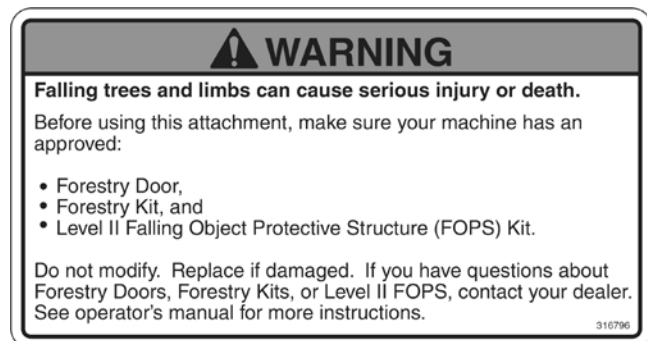 WARNING
Falling trees and limbs can cause serious injury or death.
Before using this attachment, make sure your machine has an
approved:
• Forestry Door,
• Forestry Kit, and
• Level II Falling Object Protective Structure (FOPS) Kit.
Do not modify. Replace if damaged. If you have questions about
Forestry Doors, Forestry Kits, or Level II FOPS, contact your dealer.
See operator's manual for more instructions.
316796